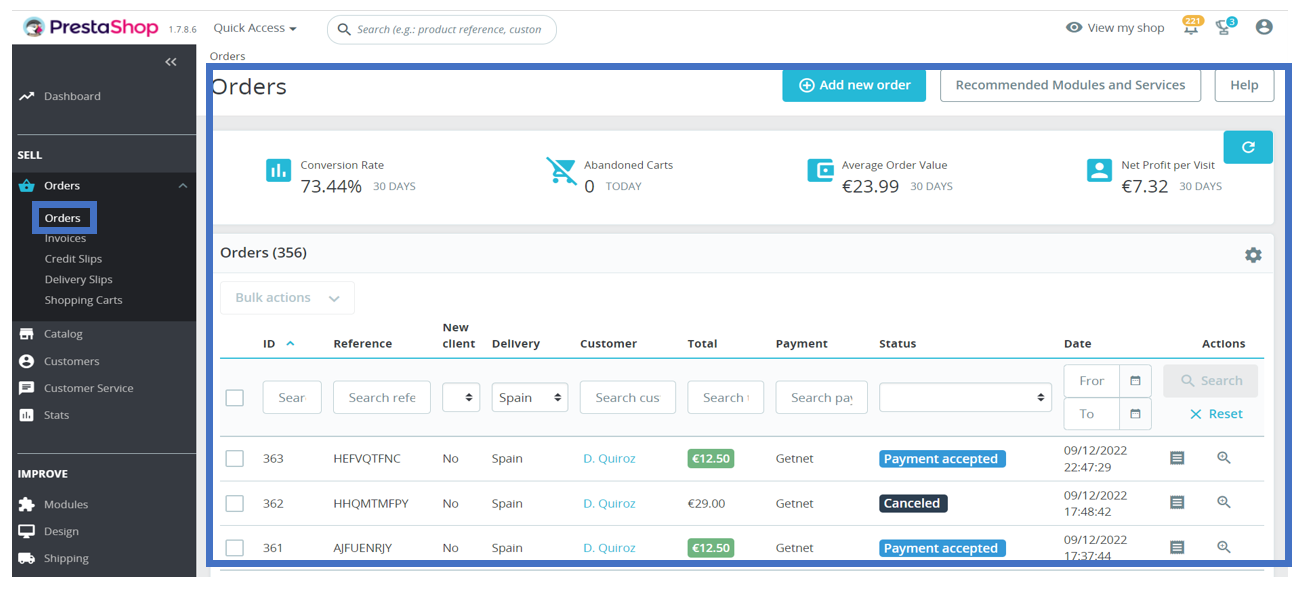 PrestaShop 1.7.8.6 Quick Access Search (e.g.: product reference, custon View my shop 221 3
Orders
Orders
Add new order Recommended Modules and Services Help
Dashboard
SELL
Orders
Orders
Invoices
Credit Slips
Delivery Slips
Shopping Carts
Catalog
Customers
Customer Service
Stats
IMPROVE
Modules
Design
Shipping
Conversion Rate
73.44% 30 DAYS
Abandoned Carts
0 TODAY
Average Order Value
€23.99 30 DAYS
Net Profit per Visit
€7.32 30 DAYS
Orders (356)
Bulk actions
ID Reference New client Delivery Customer Total Payment Status Date Actions
Sear Search refe Spain Search cus Search Search pay From Search
To Reset
363 HEFVQTFNC No Spain D. Quiroz €12.50 Getnet Payment accepted 09/12/2022
22:47:29
362 HHQMTMFPY No Spain D. Quiroz €29.00 Getnet Canceled 09/12/2022
17:48:42
361 AJFUENRJY No Spain D. Quiroz €12.50 Getnet Payment accepted 09/12/2022
17:37:44